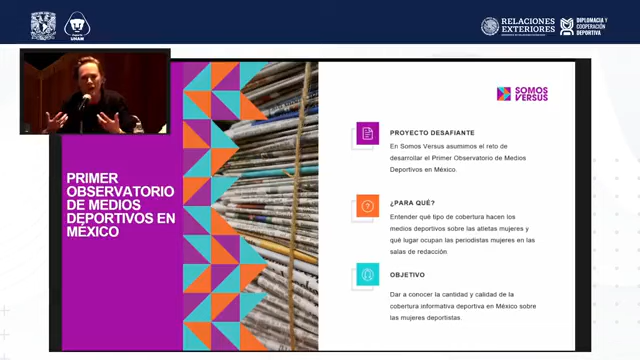 UNAM
RELACIONES
EXTERIORES
DIPLOMACIA Y
COOPERACIÓN
DEPORTIVA
SOMOS
VERSUS
PRIMER
OBSERVATORIO
DE MEDIOS
DEPORTIVOS EN
MÉXICO
PROYECTO DESAFIANTE
En Somos Versus asumimos el reto de
desarrollar el Primer Observatorio de Medios
Deportivos en México.
¿PARA QUÉ?
Entender qué tipo de cobertura hacen los
medios deportivos sobre las atletas mujeres y
qué lugar ocupan las periodistas mujeres en las
salas de redacción
OBJETIVO
Dar a conocer la cantidad y calidad de la
cobertura informativa deportiva en México sobre
las mujeres deportistas.